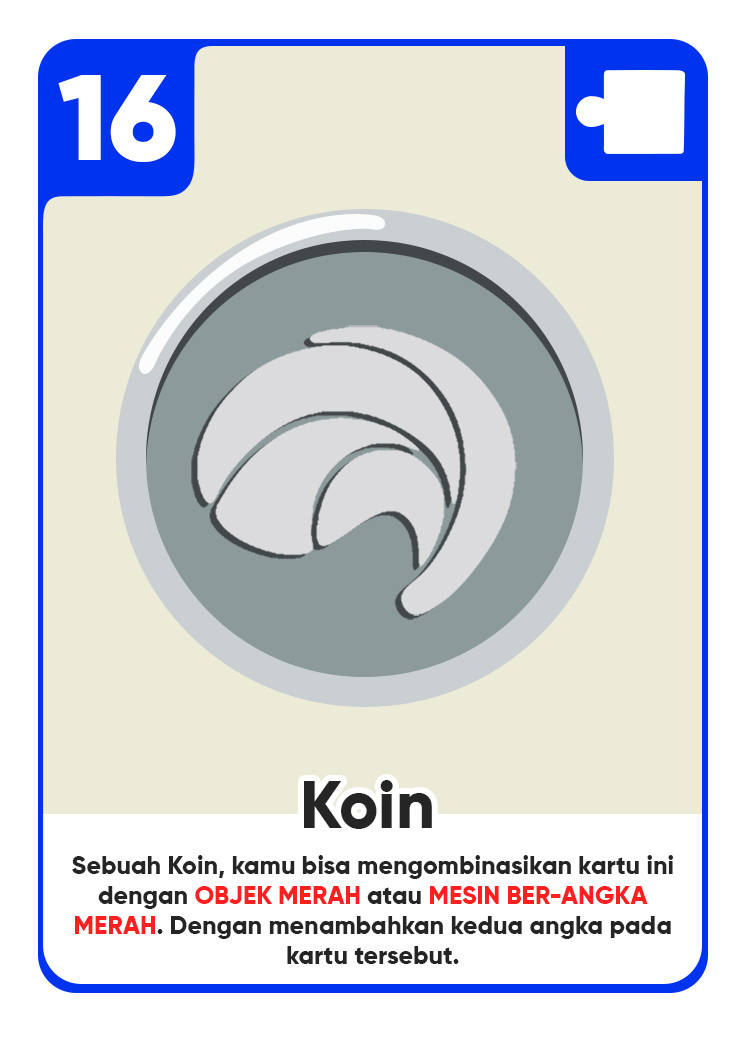 16
Koin
Sebuah Koin, kamu bisa mengombinasikan kartu ini
dengan OBJEK MERAH atau MESIN BER-ANGKA
MERAH. Dengan menambahkan kedua angka pada
kartu tersebut.